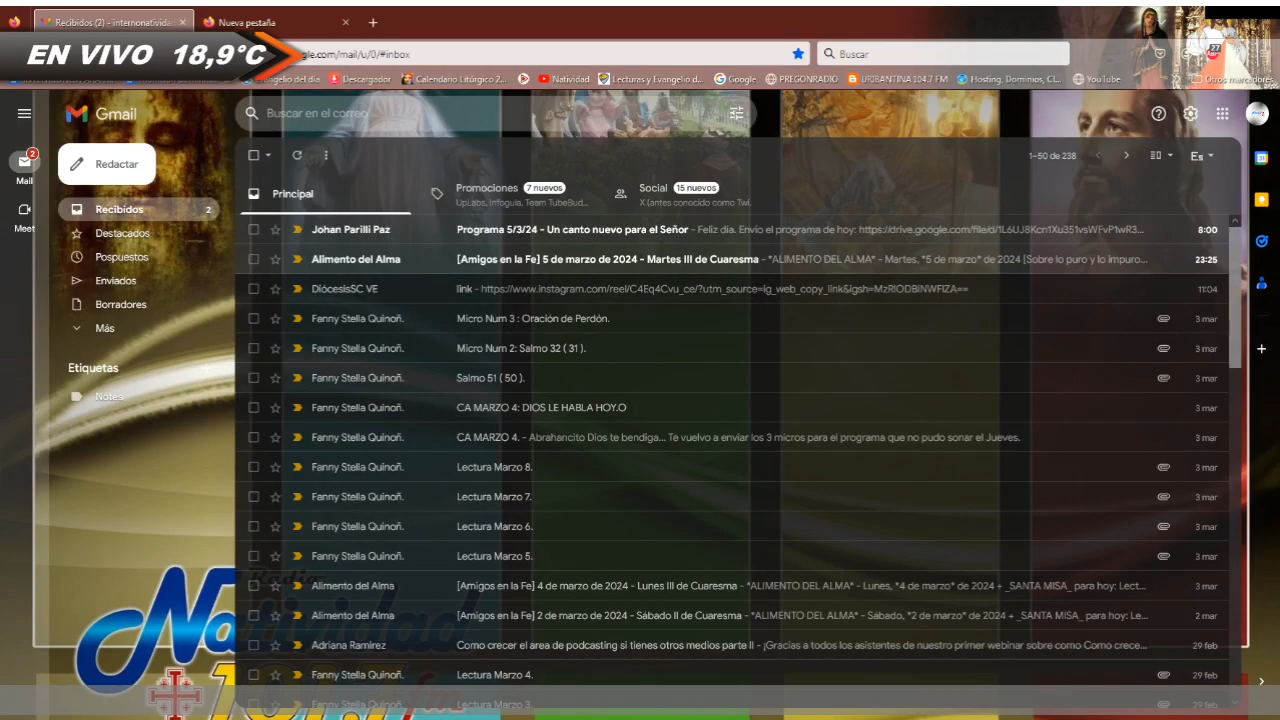 Recibidos (2) - internonativida
Nueva pestaña
EN VIVO 18,9°C
gle.com/mail/u/0/#inbox
Buscar
27
ngelio del dia
Descargador
Calendario Litúrgico 2...
Natividad
Lecturas y Evangelio d...
Google
PREGONRADIO
URIBANTINA 104.7 FM
Hosting, Dominios, CL...
YouTube
Otros marcadores
Gmail
Buscar en el correo
Redactar
1–50 de 238
Es
2
Mail
Meet
Recibidos 2
Destacados
Pospuestos
Enviados
Borradores
Más
Etiquetas
Notes
Principal
Promociones 7 nuevos
UpLabs, Infoguia, Team TubeBud...
Social 15 nuevos
X (antes conocido como Twi.
Johan Parilli Paz Programa 5/3/24 - Un canto nuevo para el Señor - Feliz día. Envío el programa de hoy: https://drive.google.com/file/d/1L6UJ8Kcn1Xu351vsWFvP1wR3... 8:00
Alimento del Alma [Amigos en la Fe] 5 de marzo de 2024 - Martes III de Cuaresma - *ALIMENTO DEL ALMA* - Martes, *5 de marzo* de 2024 [Sobre lo puro y lo impuro... 23:25
DiócesisSC VE link - https://www.instagram.com/reel/C4Eq4Cvu_ce/?utm_source=ig_web_copy_link&igsh=MzRlODBiNWFlZA== 11:04
Fanny Stella Quinoñ. Micro Num 3 : Oración de Perdón. 3 mar
Fanny Stella Quinoñ. Micro Num 2: Salmo 32 ( 31 ). 3 mar
Fanny Stella Quinoñ. Salmo 51 ( 50 ). 3 mar
Fanny Stella Quinoñ. CA MARZO 4: DIOS LE HABLA HOY.O 3 mar
Fanny Stella Quinoñ. CA MARZO 4. - Abrahancito Dios te bendiga... Te vuelvo a enviar los 3 micros para el programa que no pudo sonar el Jueves. 3 mar
Fanny Stella Quinoñ. Lectura Marzo 8. 3 mar
Fanny Stella Quinoñ. Lectura Marzo 7. 3 mar
Fanny Stella Quinoñ. Lectura Marzo 6. 3 mar
Fanny Stella Quinoñ. Lectura Marzo 5. 3 mar
Alimento del Alma [Amigos en la Fe] 4 de marzo de 2024 - Lunes III de Cuaresma - *ALIMENTO DEL ALMA* - Lunes, *4 de marzo* de 2024 + _SANTA MISA_ para hoy: Lect... 3 mar
Alimento del Alma [Amigos en la Fe] 2 de marzo de 2024 - Sábado II de Cuaresma - *ALIMENTO DEL ALMA* - Sábado, *2 de marzo* de 2024 + _SANTA MISA_ para hoy: Le... 2 mar
Adriana Ramirez Como crecer el area de podcasting si tienes otros medios parte II - ¡Gracias a todos los asistentes de nuestro primer webinar sobre como Como crece... 29 feb
Fanny Stella Quinoñ. Lectura Marzo 4. 29 feb
Fanny Stella Quinoñ. Lectura Marzo 3. 29 feb
Radio
Natividad
fm